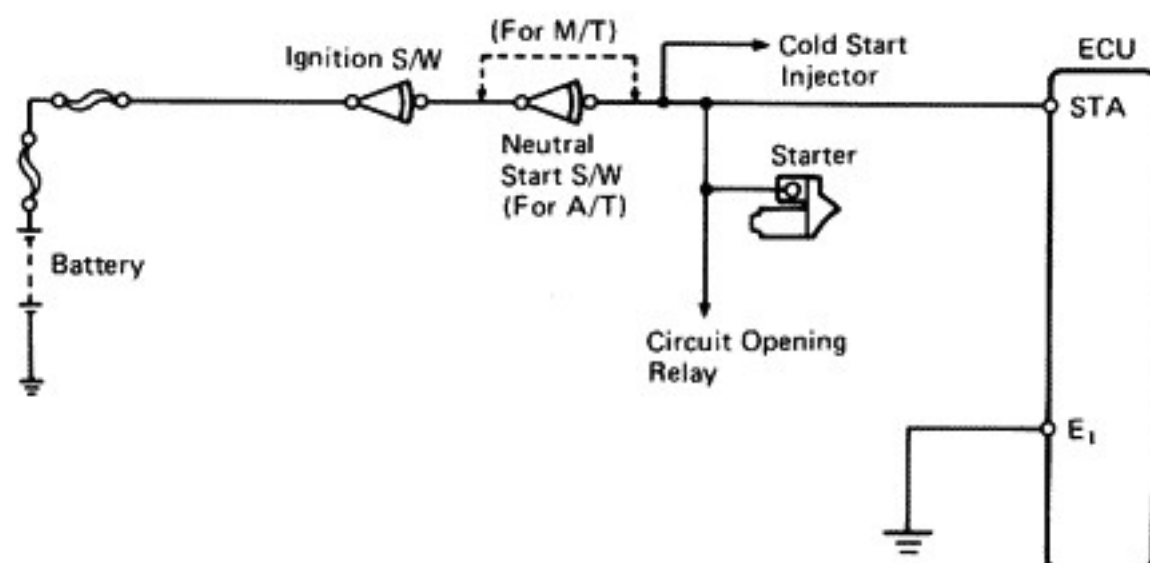 (For M/T)
Ignition S/W
Cold Start
Injector
ECU
STA
Neutral
Start S/W
(For A/T)
Starter
Battery
Circuit Opening
Relay
E₁